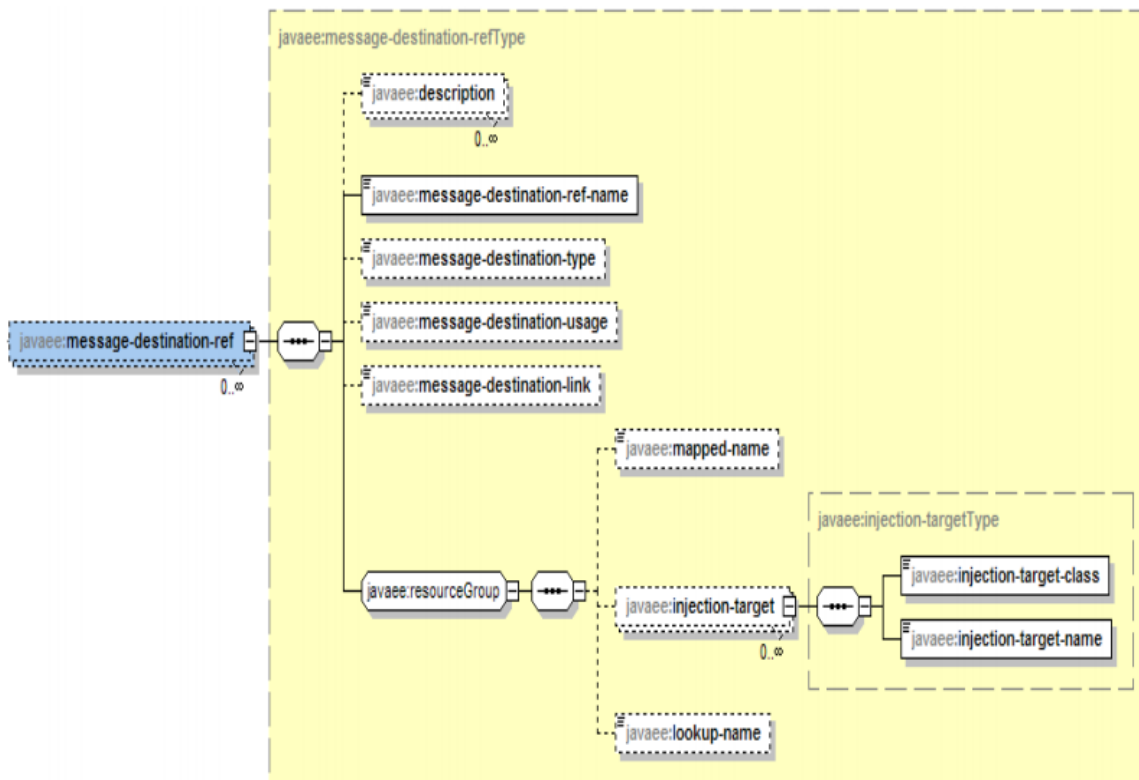 javaee:message-destination-refType
javaee:description
0..∞
javaee:message-destination-ref-name
javaee:message-destination-type
javaee:message-destination-usage
javaee:message-destination-ref
0..∞
javaee:message-destination-link
javaee:mapped-name
javaee:injection-targetType
javaee:resourceGroup
javaee:injection-target
0..∞
javaee:injection-target-class
javaee:injection-target-name
javaee:lookup-name